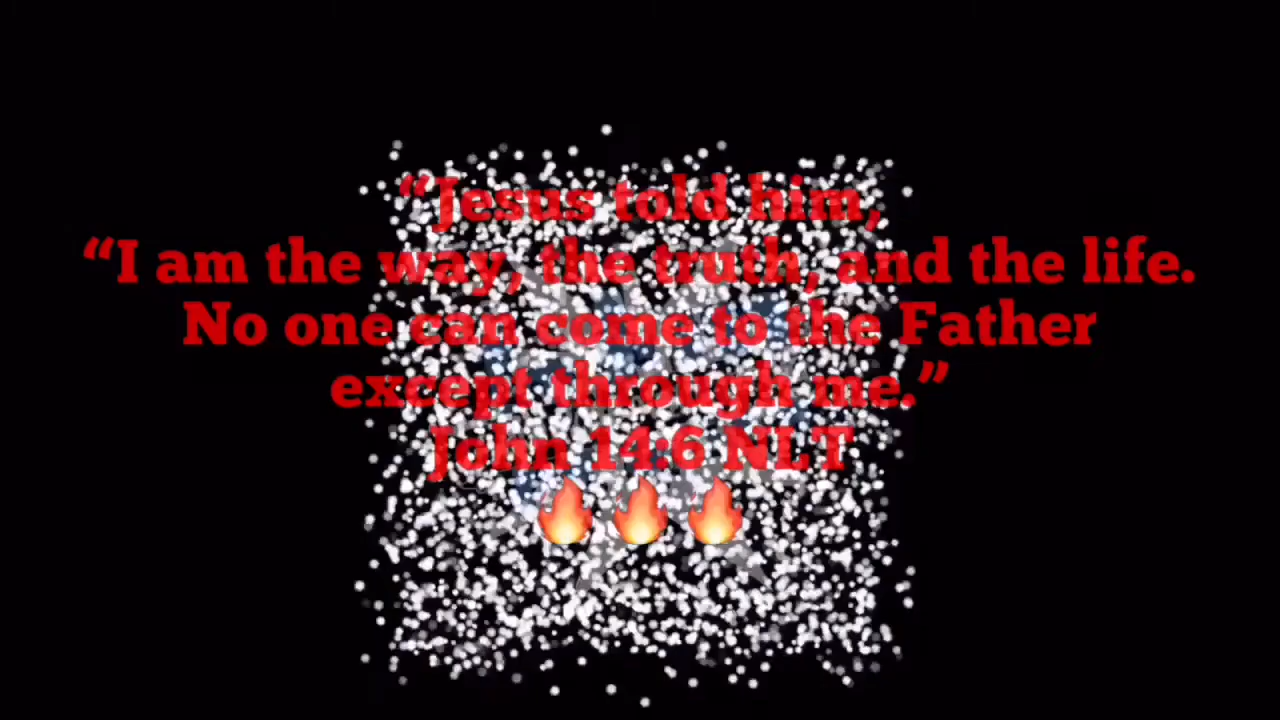 “Jesus told him,
“I am the way, the truth, and the life.
No one can come to the Father
except through me.”
John 14:6 NLT
🔥 🔥 🔥